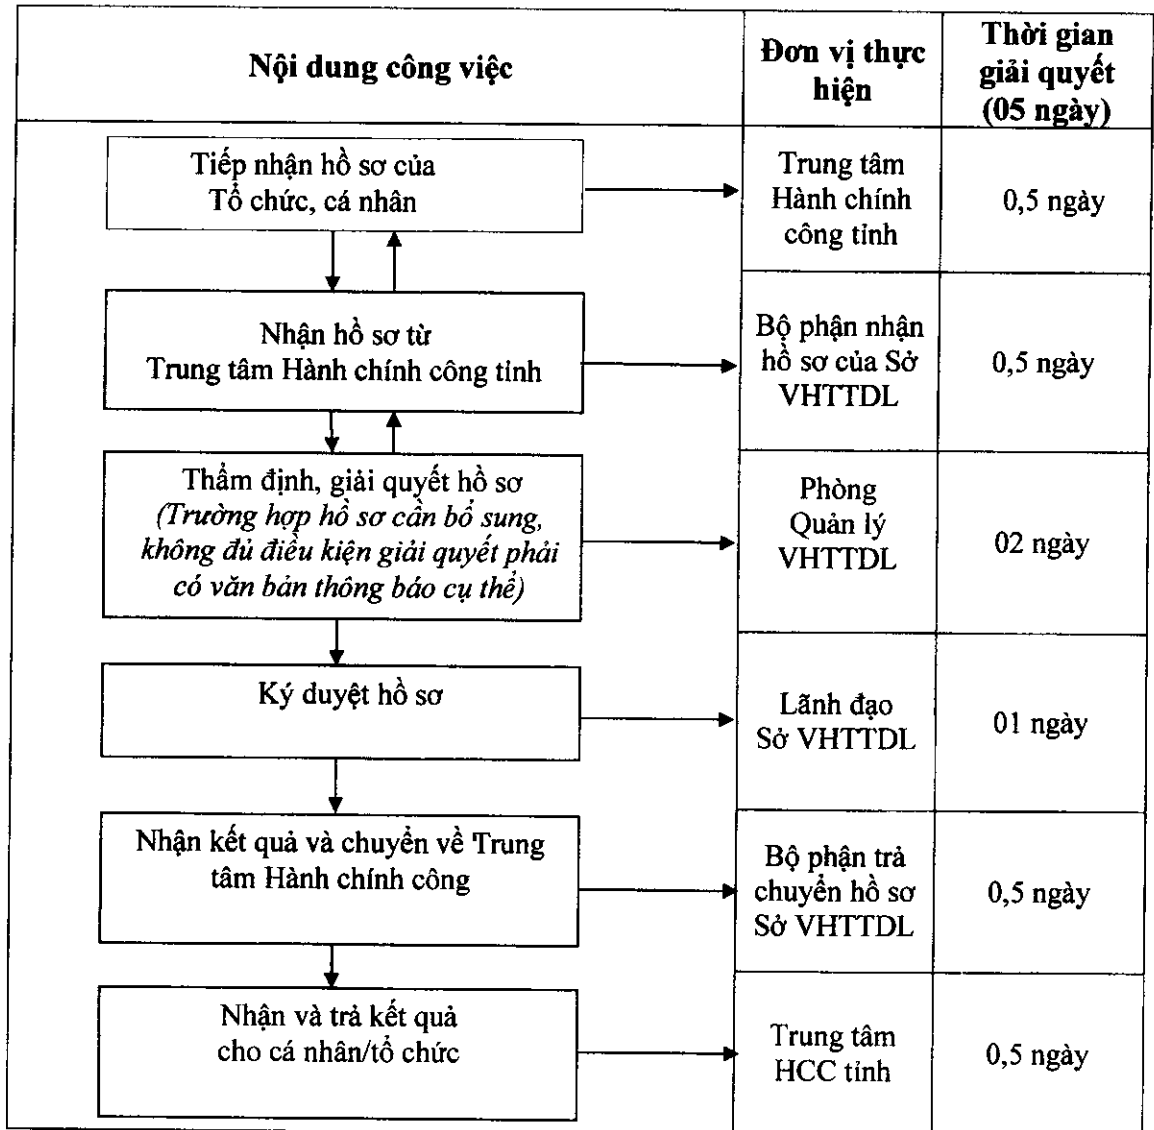 Nội dung công việc
Đơn vị thực
hiện
Thời gian
giải quyết
(05 ngày)
Tiếp nhận hồ sơ của
Tổ chức, cá nhân
Trung tâm
Hành chính
công tỉnh
0,5 ngày
Nhận hồ sơ từ
Trung tâm Hành chính công tỉnh
Bộ phận nhận
hồ sơ của Sở
VHTTDL
0,5 ngày
Thẩm định, giải quyết hồ sơ
(Trường hợp hồ sơ cần bổ sung,
không đủ điều kiện giải quyết phải
có văn bản thông báo cụ thể)
Phòng
Quản lý
VHTTDL
02 ngày
Ký duyệt hồ sơ
Lãnh đạo
Sở VHTTDL
01 ngày
Nhận kết quả và chuyển về Trung
tâm Hành chính công
Bộ phận trả
chuyển hồ sơ
Sở VHTTDL
0,5 ngày
Nhận và trả kết quả
cho cá nhân/tổ chức
Trung tâm
HCC tỉnh
0,5 ngày